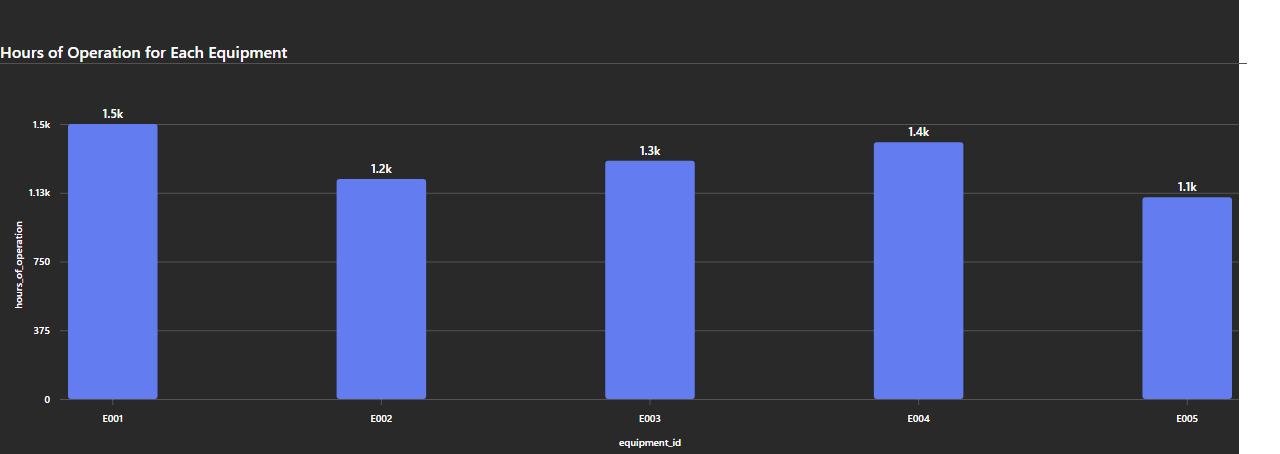 Hours of Operation for Each Equipment
1.5k
1.2k
1.3k
1.4k
1.1k
1.5k
1.13k
750
375
0
hours_of_operation
E001 E002 E003 E004 E005
equipment_id